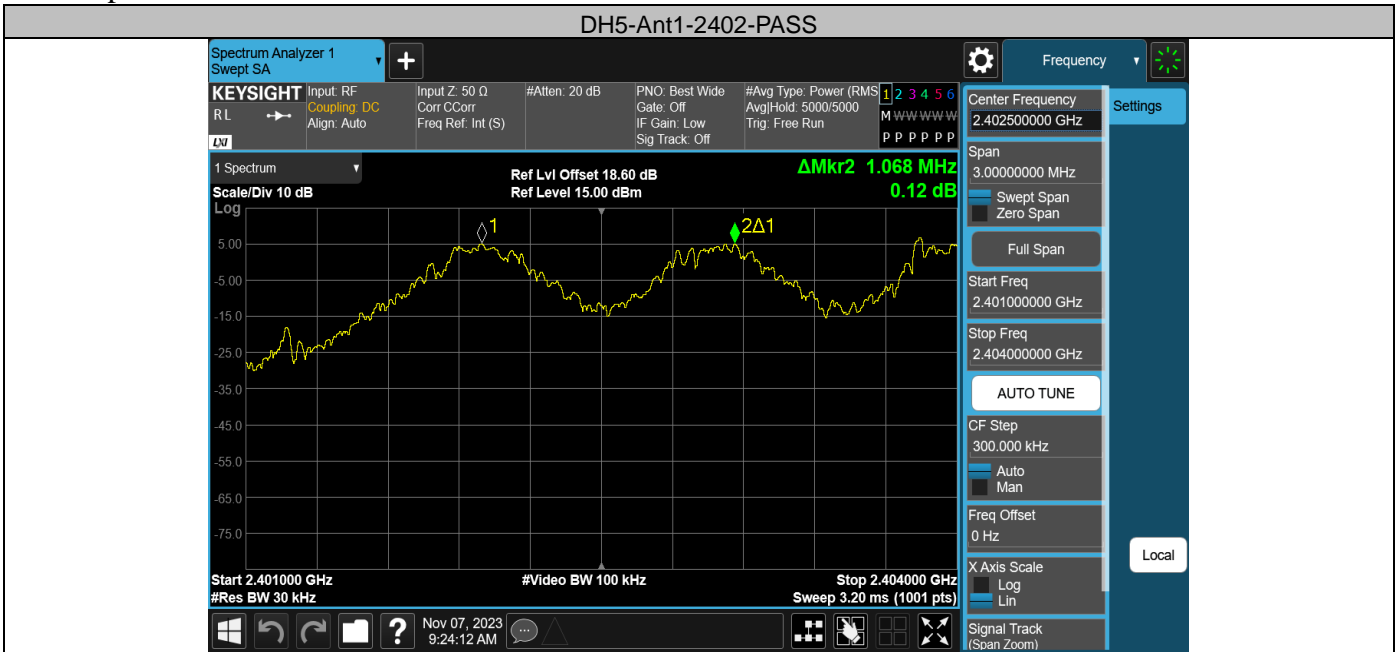 DH5-Ant1-2402-PASS
Spectrum Analyzer 1
Swept SA
Frequency
KEYSIGHT
RL
LXI
Input: RF
Coupling: DC
Align: Auto
Input Z: 50 Ω
Corr CCorr
Freq Ref: Int (S)
#Atten: 20 dB
PNO: Best Wide
Gate: Off
IF Gain: Low
Sig Track: Off
#Avg Type: Power (RMS
Avg|Hold: 5000/5000
Trig: Free Run
1 2 3 4 5 6
M W W W W W
P P P P P P
1 Spectrum
Scale/Div 10 dB
Ref Lvl Offset 18.60 dB
Ref Level 15.00 dBm
ΔMkr2 1.068 MHz
0.12 dB
Log
1
2Δ1
5.00
-5.00
-15.0
-25.0
-35.0
-45.0
-55.0
-65.0
-75.0
Start 2.401000 GHz
#Video BW 100 kHz
Stop 2.404000 GHz
#Res BW 30 kHz
Sweep 3.20 ms (1001 pts)
Nov 07, 2023
9:24:12 AM
Center Frequency
2.402500000 GHz
Settings
Span
3.00000000 MHz
Swept Span
Zero Span
Full Span
Start Freq
2.401000000 GHz
Stop Freq
2.404000000 GHz
AUTO TUNE
CF Step
300.000 kHz
Auto
Man
Freq Offset
0 Hz
Local
X Axis Scale
Log
Lin
Signal Track
(Span Zoom)